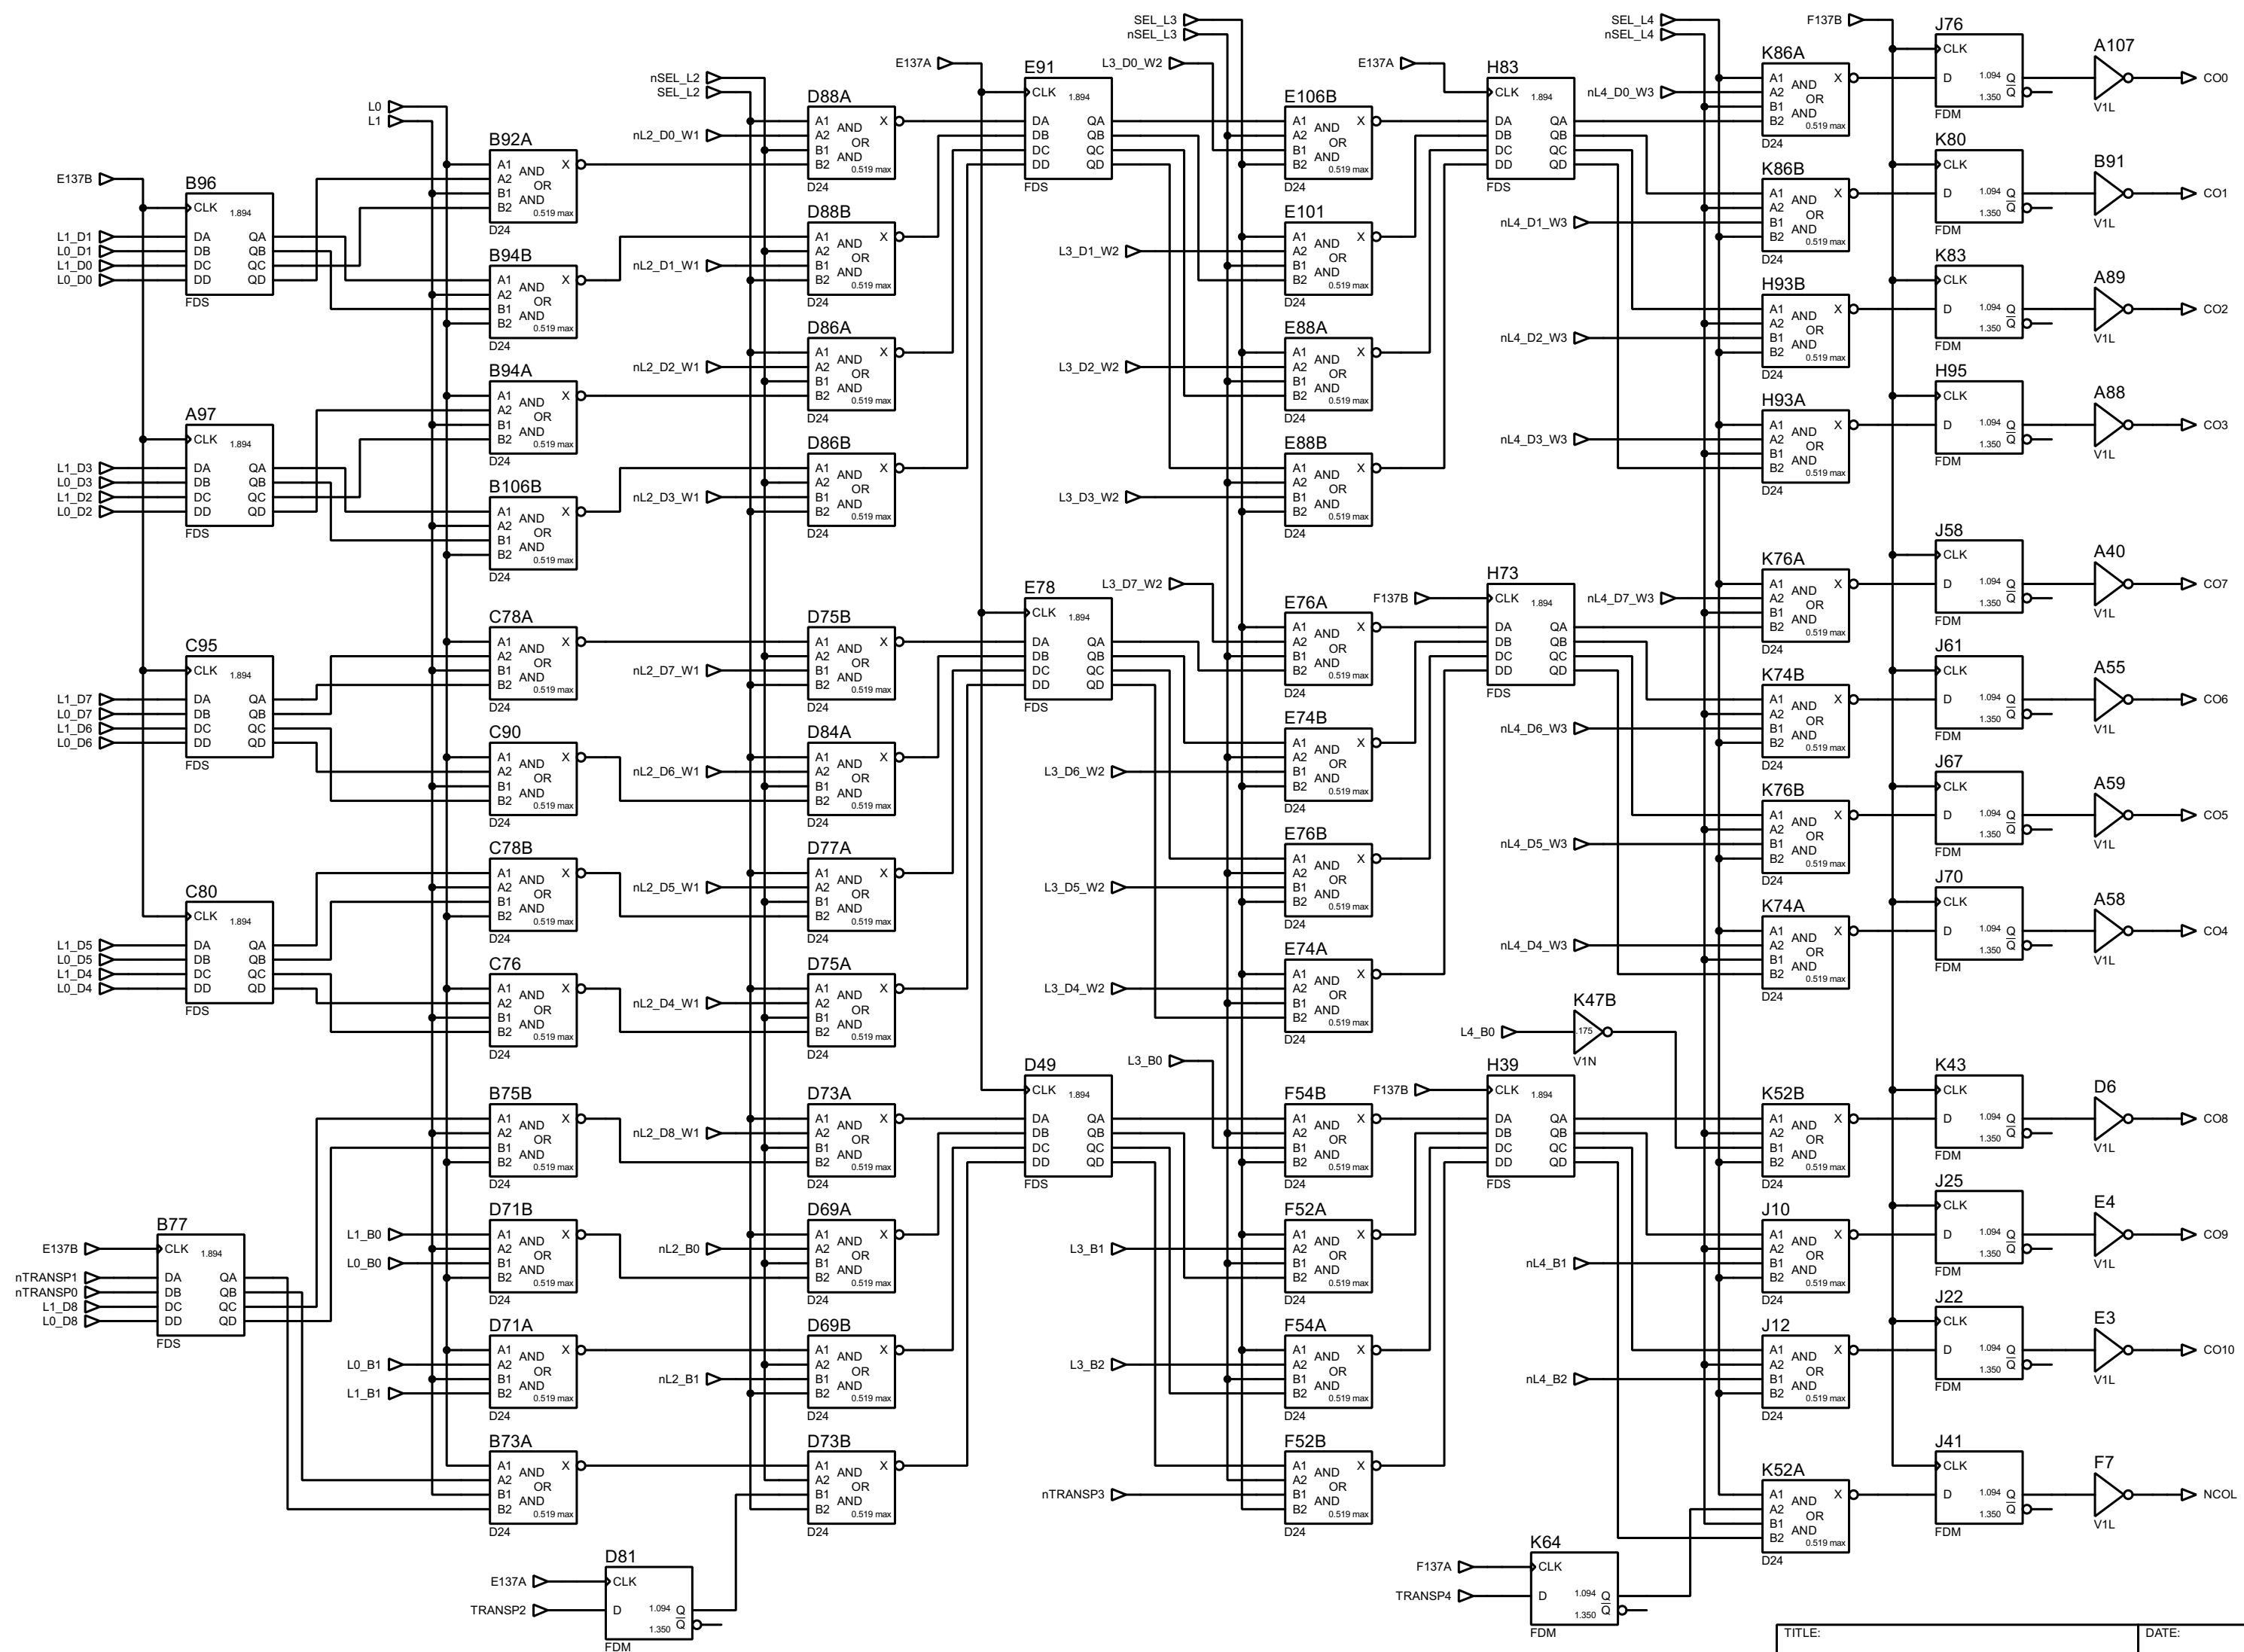 L0
L1
E137B
B96
CLK 1.894
L1_D1 DA QA
L0_D1 DB QB
L1_D0 DC QC
L0_D0 DD QD
FDS
A97
CLK 1.894
L1_D3 DA QA
L0_D3 DB QB
L1_D2 DC QC
L0_D2 DD QD
FDS
C95
CLK 1.894
L1_D7 DA QA
L0_D7 DB QB
L1_D6 DC QC
L0_D6 DD QD
FDS
C80
CLK 1.894
L1_D5 DA QA
L0_D5 DB QB
L1_D4 DC QC
L0_D4 DD QD
FDS
B77
E137B CLK 1.894
nTRANSP1 DA QA
nTRANSP0 DB QB
L1_D8 DC QC
L0_D8 DD QD
FDS
B92A
A1 AND X
A2 OR
B1 AND
B2 0.519 max
D24
B94B
A1 AND X
A2 OR
B1 AND
B2 0.519 max
D24
B94A
A1 AND X
A2 OR
B1 AND
B2 0.519 max
D24
B106B
A1 AND X
A2 OR
B1 AND
B2 0.519 max
D24
C78A
A1 AND X
A2 OR
B1 AND
B2 0.519 max
D24
C90
A1 AND X
A2 OR
B1 AND
B2 0.519 max
D24
C78B
A1 AND X
A2 OR
B1 AND
B2 0.519 max
D24
C76
A1 AND X
A2 OR
B1 AND
B2 0.519 max
D24
B75B
A1 AND X
A2 OR
B1 AND
B2 0.519 max
D24
D71B
L1_B0 A1 AND X
A2 OR
L0_B0 B1 AND
B2 0.519 max
D24
D71A
A1 AND X
L0_B1 A2 OR
B1 AND
L1_B1 B2 0.519 max
D24
B73A
A1 AND X
A2 OR
B1 AND
B2 0.519 max
D24
D81
E137A CLK
TRANSP2 D 1.094 Q
1.350 Q
FDM
nSEL_L2
SEL_L2
D88A
A1 AND X
nL2_D0_W1 A2 OR
B1 AND
B2 0.519 max
D24
D88B
A1 AND X
A2 OR
nL2_D1_W1 B1 AND
B2 0.519 max
D24
D86A
A1 AND X
nL2_D2_W1 A2 OR
B1 AND
B2 0.519 max
D24
D86B
A1 AND X
A2 OR
nL2_D3_W1 B1 AND
B2 0.519 max
D24
D75B
A1 AND X
A2 OR
nL2_D7_W1 B1 AND
B2 0.519 max
D24
D84A
A1 AND X
nL2_D6_W1 A2 OR
B1 AND
B2 0.519 max
D24
D77A
A1 AND X
nL2_D5_W1 A2 OR
B1 AND
B2 0.519 max
D24
D75A
A1 AND X
nL2_D4_W1 A2 OR
B1 AND
B2 0.519 max
D24
D73A
A1 AND X
nL2_D8_W1 A2 OR
B1 AND
B2 0.519 max
D24
D69A
A1 AND X
nL2_B0 A2 OR
B1 AND
B2 0.519 max
D24
D69B
A1 AND X
A2 OR
nL2_B1 B1 AND
B2 0.519 max
D24
D73B
A1 AND X
A2 OR
B1 AND
B2 0.519 max
D24
E137A
E91
CLK 1.894
DA QA
DB QB
DC QC
DD QD
FDS
E78
CLK 1.894
DA QA
DB QB
DC QC
DD QD
FDS
D49
CLK 1.894
DA QA
DB QB
DC QC
DD QD
FDS
SEL_L3
nSEL_L3
L3_D0_W2
E106B
A1 AND X
A2 OR
B1 AND
B2 0.519 max
D24
E101
A1 AND X
L3_D1_W2 A2 OR
B1 AND
B2 0.519 max
D24
E88A
A1 AND X
L3_D2_W2 A2 OR
B1 AND
B2 0.519 max
D24
E88B
A1 AND X
A2 OR
L3_D3_W2 B1 AND
B2 0.519 max
D24
L3_D7_W2
E76A
A1 AND X
A2 OR
B1 AND
B2 0.519 max
D24
E74B
A1 AND X
A2 OR
L3_D6_W2 B1 AND
B2 0.519 max
D24
E76B
A1 AND X
A2 OR
L3_D5_W2 B1 AND
B2 0.519 max
D24
E74A
A1 AND X
L3_D4_W2 A2 OR
B1 AND
B2 0.519 max
D24
L3_B0
F54B
A1 AND X
A2 OR
B1 AND
B2 0.519 max
D24
F52A
A1 AND X
L3_B1 A2 OR
B1 AND
B2 0.519 max
D24
F54A
A1 AND X
L3_B2 A2 OR
B1 AND
B2 0.519 max
D24
F52B
A1 AND X
A2 OR
nTRANSP3 B1 AND
B2 0.519 max
D24
E137A
H83
CLK 1.894
DA QA
DB QB
DC QC
DD QD
FDS
H73
F137B CLK 1.894
DA QA
DB QB
DC QC
DD QD
FDS
K47B
L4_B0 .175
V1N
H39
F137B CLK 1.894
DA QA
DB QB
DC QC
DD QD
FDS
K64
F137A CLK
TRANSP4 D 1.094 Q
1.350 Q
FDM
SEL_L4
nSEL_L4
K86A
A1 AND X
nL4_D0_W3 A2 OR
B1 AND
B2 0.519 max
D24
K86B
A1 AND X
A2 OR
nL4_D1_W3 B1 AND
B2 0.519 max
D24
H93B
A1 AND X
A2 OR
nL4_D2_W3 B1 AND
B2 0.519 max
D24
H93A
A1 AND X
nL4_D3_W3 A2 OR
B1 AND
B2 0.519 max
D24
K76A
A1 AND X
nL4_D7_W3 A2 OR
B1 AND
B2 0.519 max
D24
K74B
A1 AND X
A2 OR
nL4_D6_W3 B1 AND
B2 0.519 max
D24
K76B
A1 AND X
A2 OR
nL4_D5_W3 B1 AND
B2 0.519 max
D24
K74A
A1 AND X
nL4_D4_W3 A2 OR
B1 AND
B2 0.519 max
D24
K52B
A1 AND X
A2 OR
B1 AND
B2 0.519 max
D24
J10
A1 AND X
A2 OR
nL4_B1 B1 AND
B2 0.519 max
D24
J12
A1 AND X
A2 OR
nL4_B2 B1 AND
B2 0.519 max
D24
K52A
A1 AND X
A2 OR
B1 AND
B2 0.519 max
D24
F137B
J76 A107
CLK
D 1.094 Q CO0
1.350 Q
FDM V1L
K80 B91
CLK
D 1.094 Q CO1
1.350 Q
FDM V1L
K83 A89
CLK
D 1.094 Q CO2
1.350 Q
FDM V1L
H95 A88
CLK
D 1.094 Q CO3
1.350 Q
FDM V1L
J58 A40
CLK
D 1.094 Q CO7
1.350 Q
FDM V1L
J61 A55
CLK
D 1.094 Q CO6
1.350 Q
FDM V1L
J67 A59
CLK
D 1.094 Q CO5
1.350 Q
FDM V1L
J70 A58
CLK
D 1.094 Q CO4
1.350 Q
FDM V1L
K43 D6
CLK
D 1.094 Q CO8
1.350 Q
FDM V1L
J25 E4
CLK
D 1.094 Q CO9
1.350 Q
FDM V1L
J22 E3
CLK
D 1.094 Q CO10
1.350 Q
FDM V1L
J41 F7
CLK
D 1.094 Q NCOL
1.350 Q
FDM V1L
TITLE: DATE: